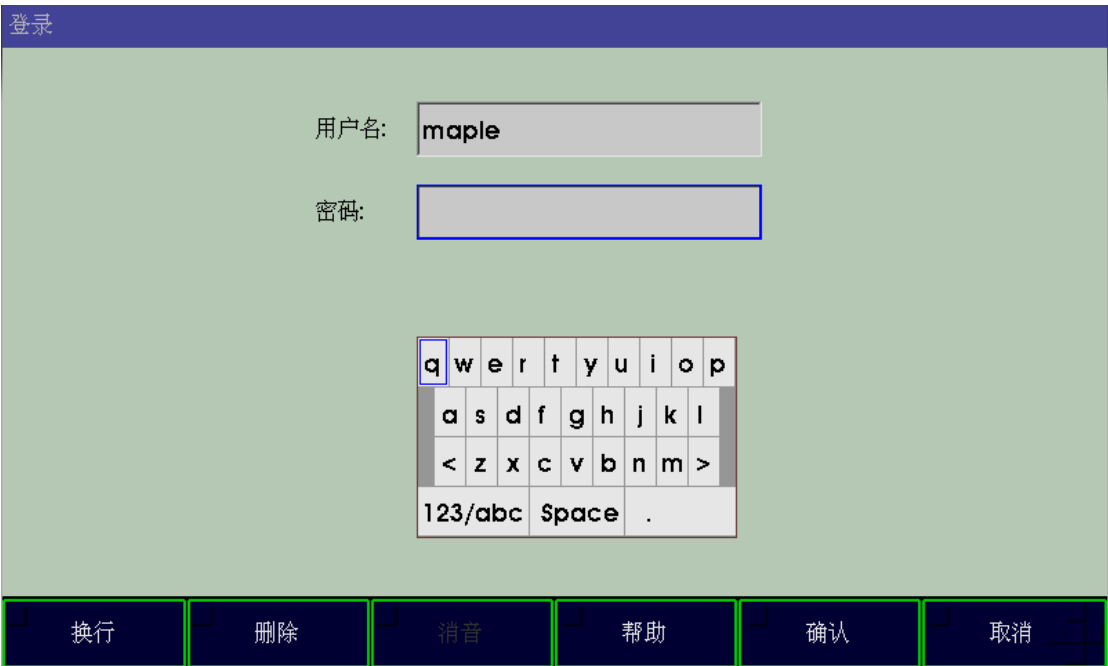 登录
用户名: maple
密码:
q w e r t y u i o p
a s d f g h j k l
< z x c v b n m >
123/abc Space .
换行 删除 消音 帮助 确认 取消